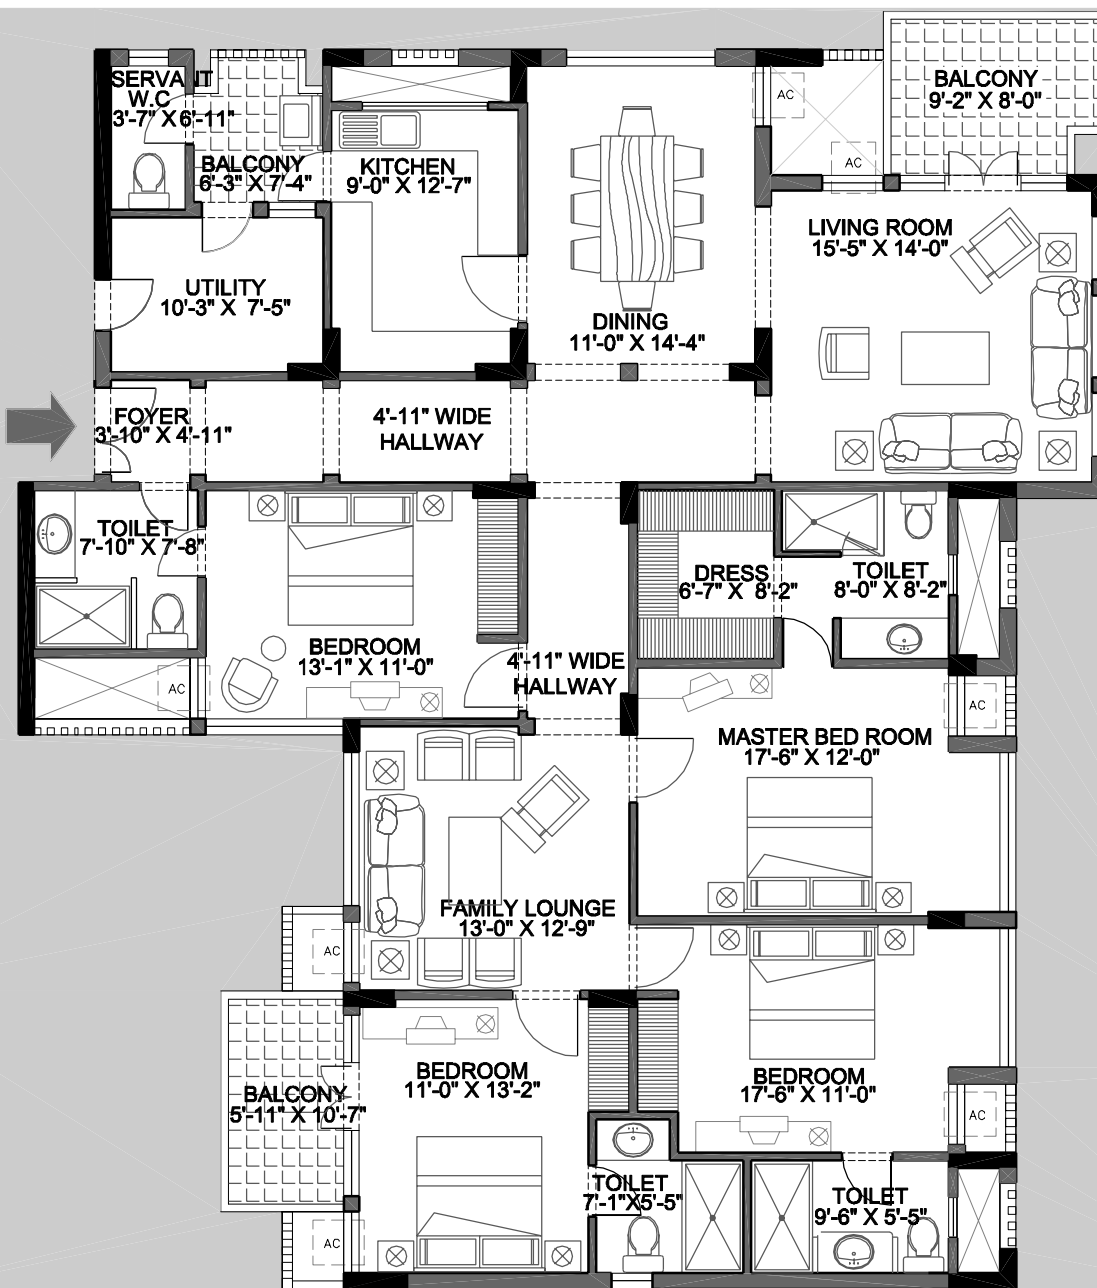 SERVANT
W.C
3'-7" X 6'-11"
BALCONY
6'-3" X 7'-4"
KITCHEN
9'-0" X 12'-7"
AC
AC
BALCONY
9'-2" X 8'-0"
LIVING ROOM
15'-5" X 14'-0"
UTILITY
10'-3" X 7'-5"
DINING
11'-0" X 14'-4"
FOYER
3'-10" X 4'-11"
4'-11" WIDE
HALLWAY
TOILET
7'-10" X 7'-8"
DRESS
6'-7" X 8'-2"
TOILET
8'-0" X 8'-2"
BEDROOM
13'-1" X 11'-0"
AC
4'-11" WIDE
HALLWAY
AC
MASTER BED ROOM
17'-6" X 12'-0"
FAMILY LOUNGE
13'-0" X 12'-9"
AC
BEDROOM
11'-0" X 13'-2"
BALCONY
5'-11" X 10'-7"
BEDROOM
17'-6" X 11'-0"
AC
TOILET
7'-1"X5'-5"
TOILET
9'-6" X 5'-5"
AC